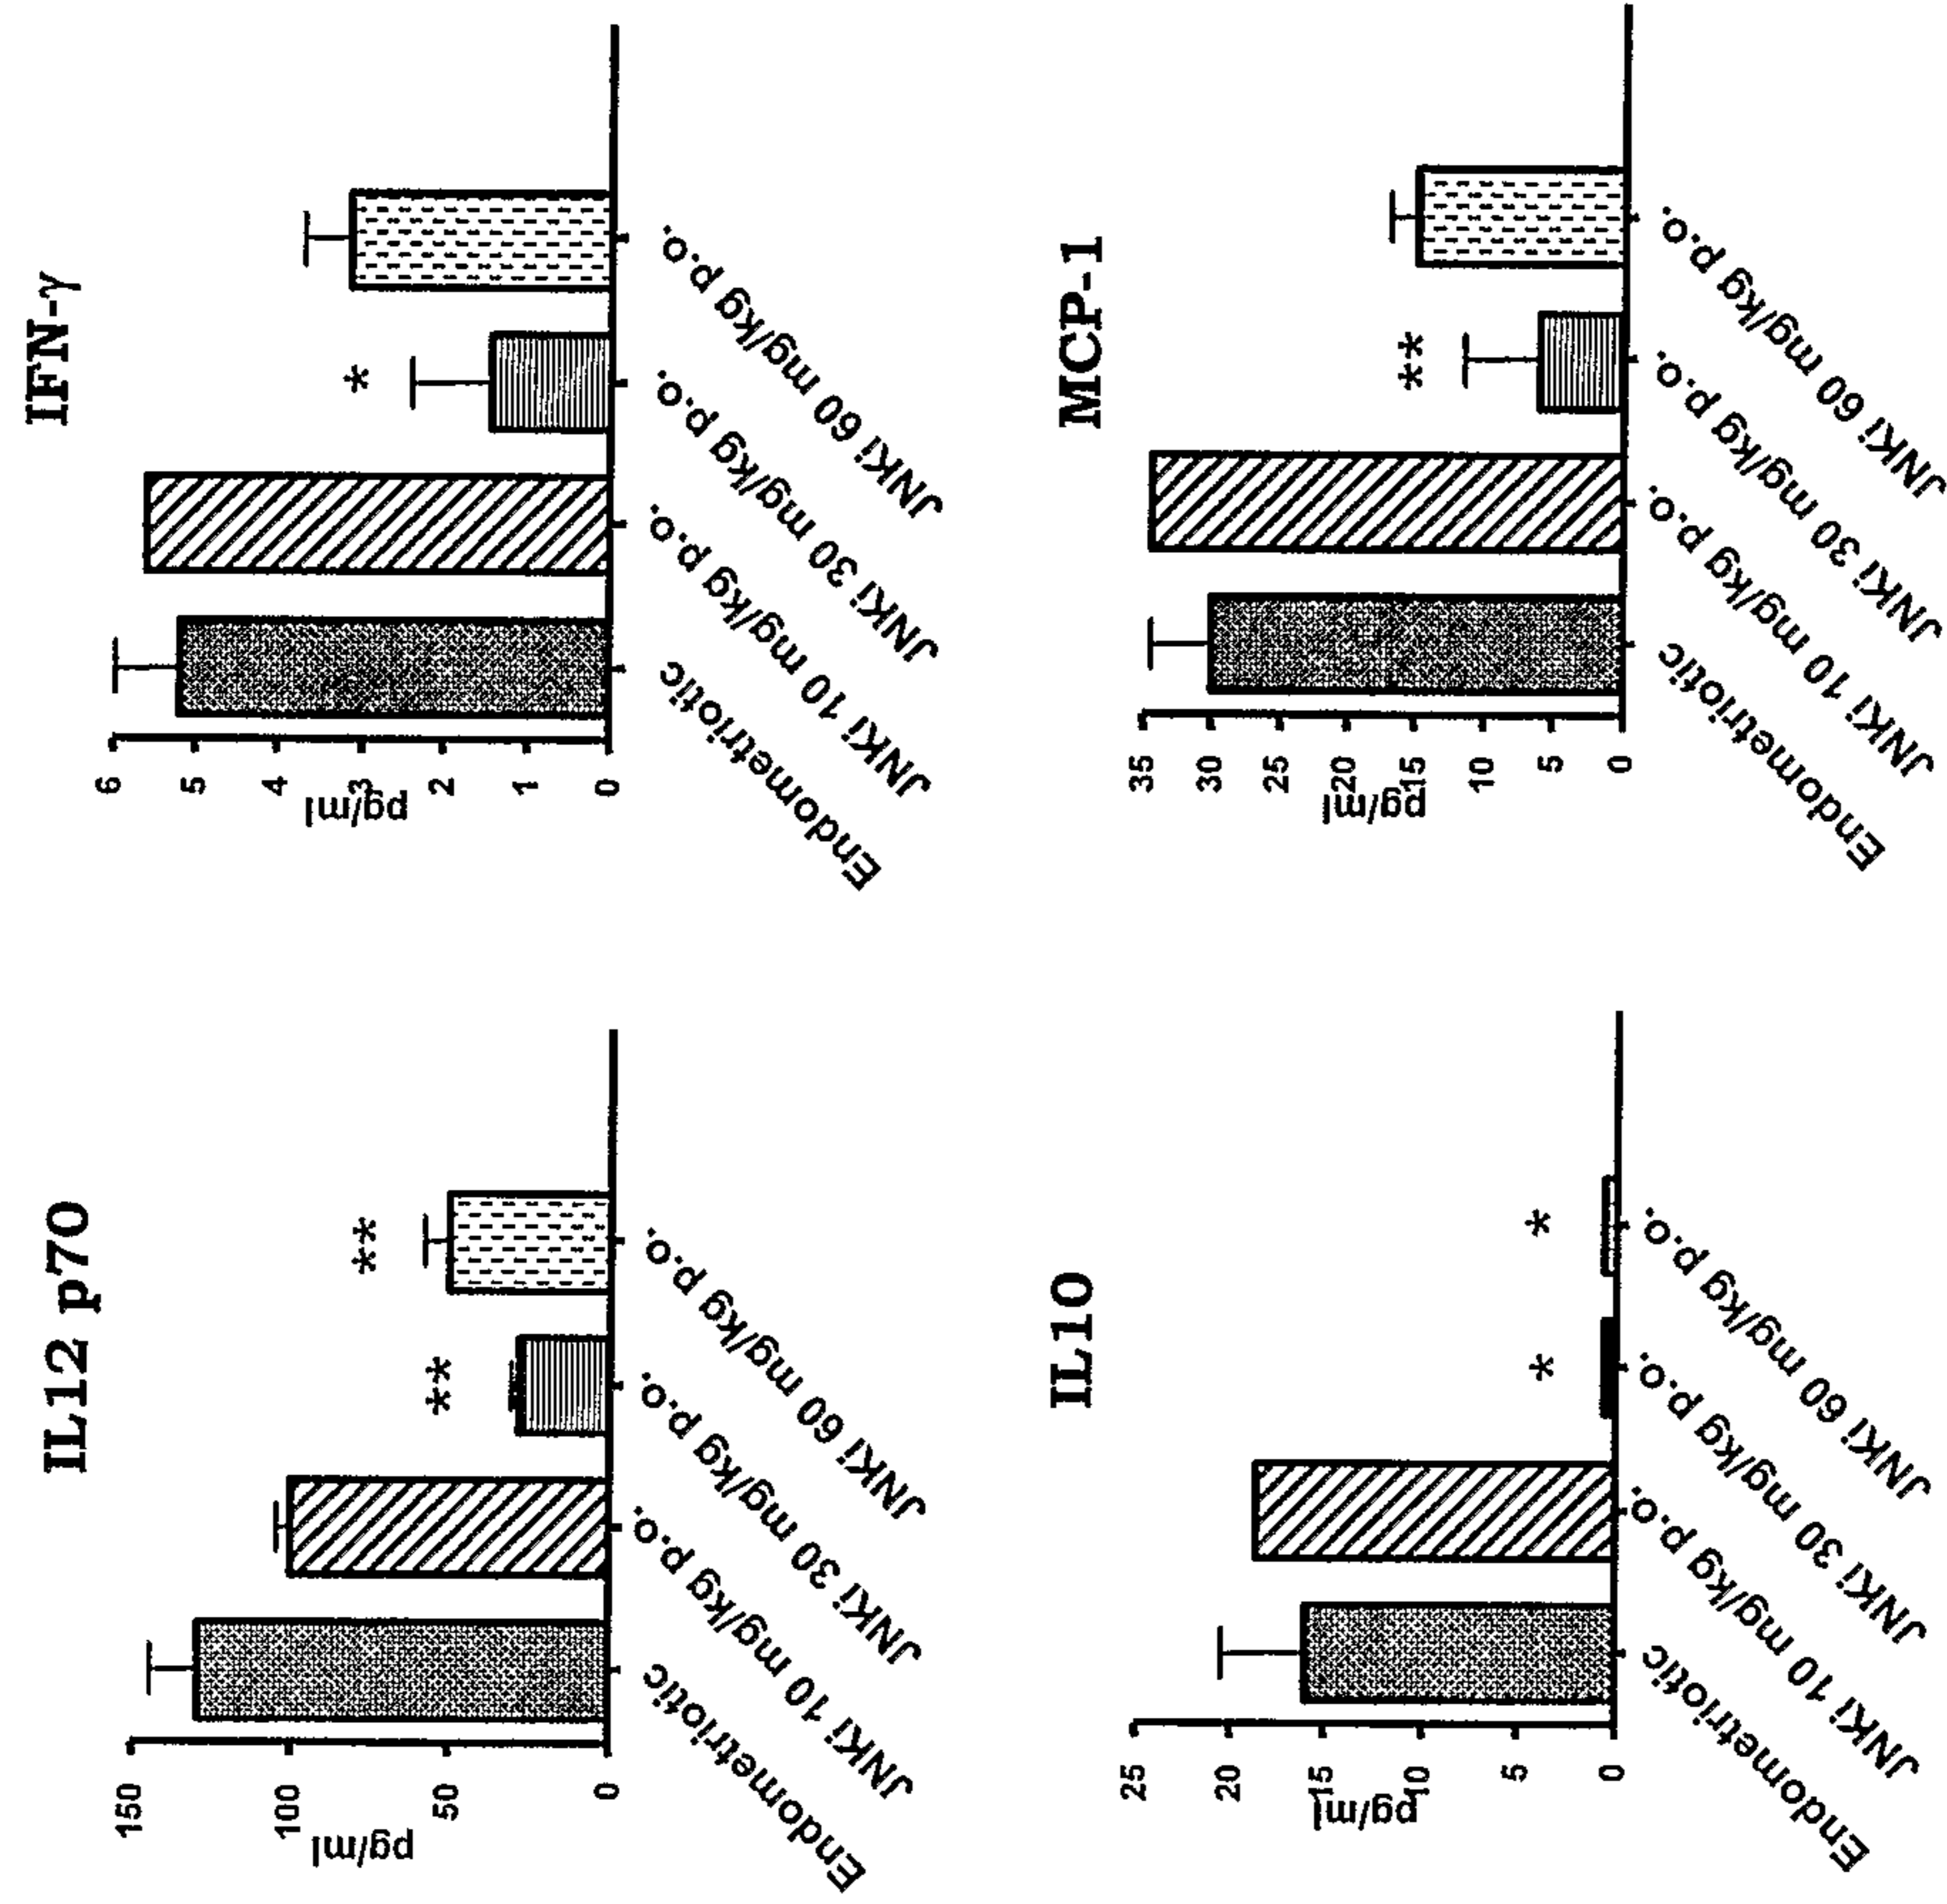 IL12 p70
150
100
50
0
pg/ml
Endometriotic
JNKi 10 mg/kg p.o.
JNKi 30 mg/kg p.o.
JNKi 60 mg/kg p.o.
**
**
IFN-γ
6
5
4
3
2
1
0
pg/ml
Endometriotic
JNKi 10 mg/kg p.o.
JNKi 30 mg/kg p.o.
JNKi 60 mg/kg p.o.
*
IL10
25
20
15
10
5
0
pg/ml
Endometriotic
JNKi 10 mg/kg p.o.
JNKi 30 mg/kg p.o.
JNKi 60 mg/kg p.o.
*
*
MCP-1
35
30
25
20
15
10
5
0
pg/ml
Endometriotic
JNKi 10 mg/kg p.o.
JNKi 30 mg/kg p.o.
JNKi 60 mg/kg p.o.
**